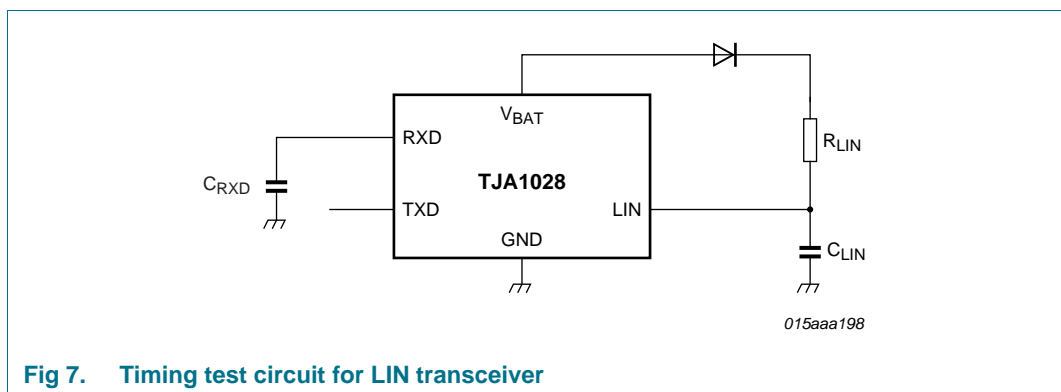 VBAT
RXD
RLIN
CRXD
TJA1028
TXD
LIN
GND
CLIN
015aaa198
Fig 7. Timing test circuit for LIN transceiver